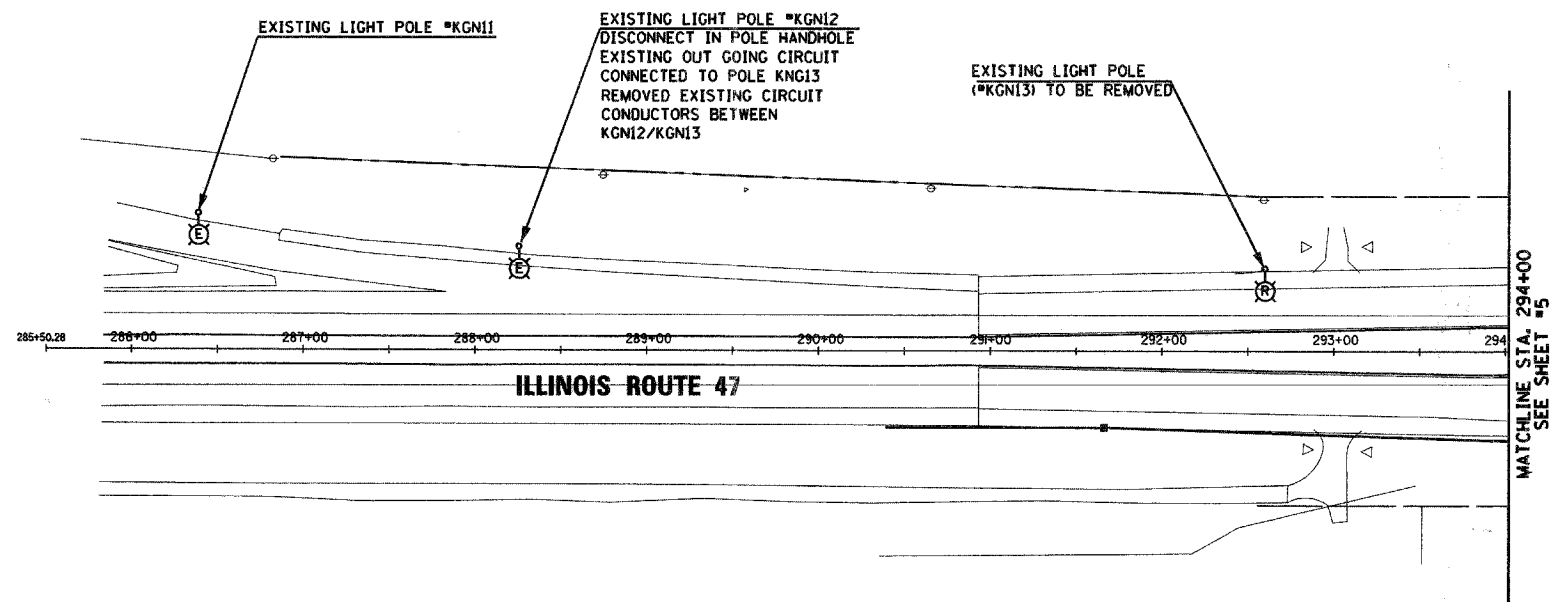 EXISTING LIGHT POLE #KGN11
EXISTING LIGHT POLE #KGN12
DISCONNECT IN POLE HANDHOLE
EXISTING OUT GOING CIRCUIT
CONNECTED TO POLE KNG13
REMOVED EXISTING CIRCUIT
CONDUCTORS BETWEEN
KGN12/KGN13
EXISTING LIGHT POLE
(#KGN13) TO BE REMOVED
E
E
R
285+50.28
286+00
287+00
288+00
289+00
290+00
291+00
292+00
293+00
294
ILLINOIS ROUTE 47
MATCHLINE STA. 294+00
SEE SHEET #5